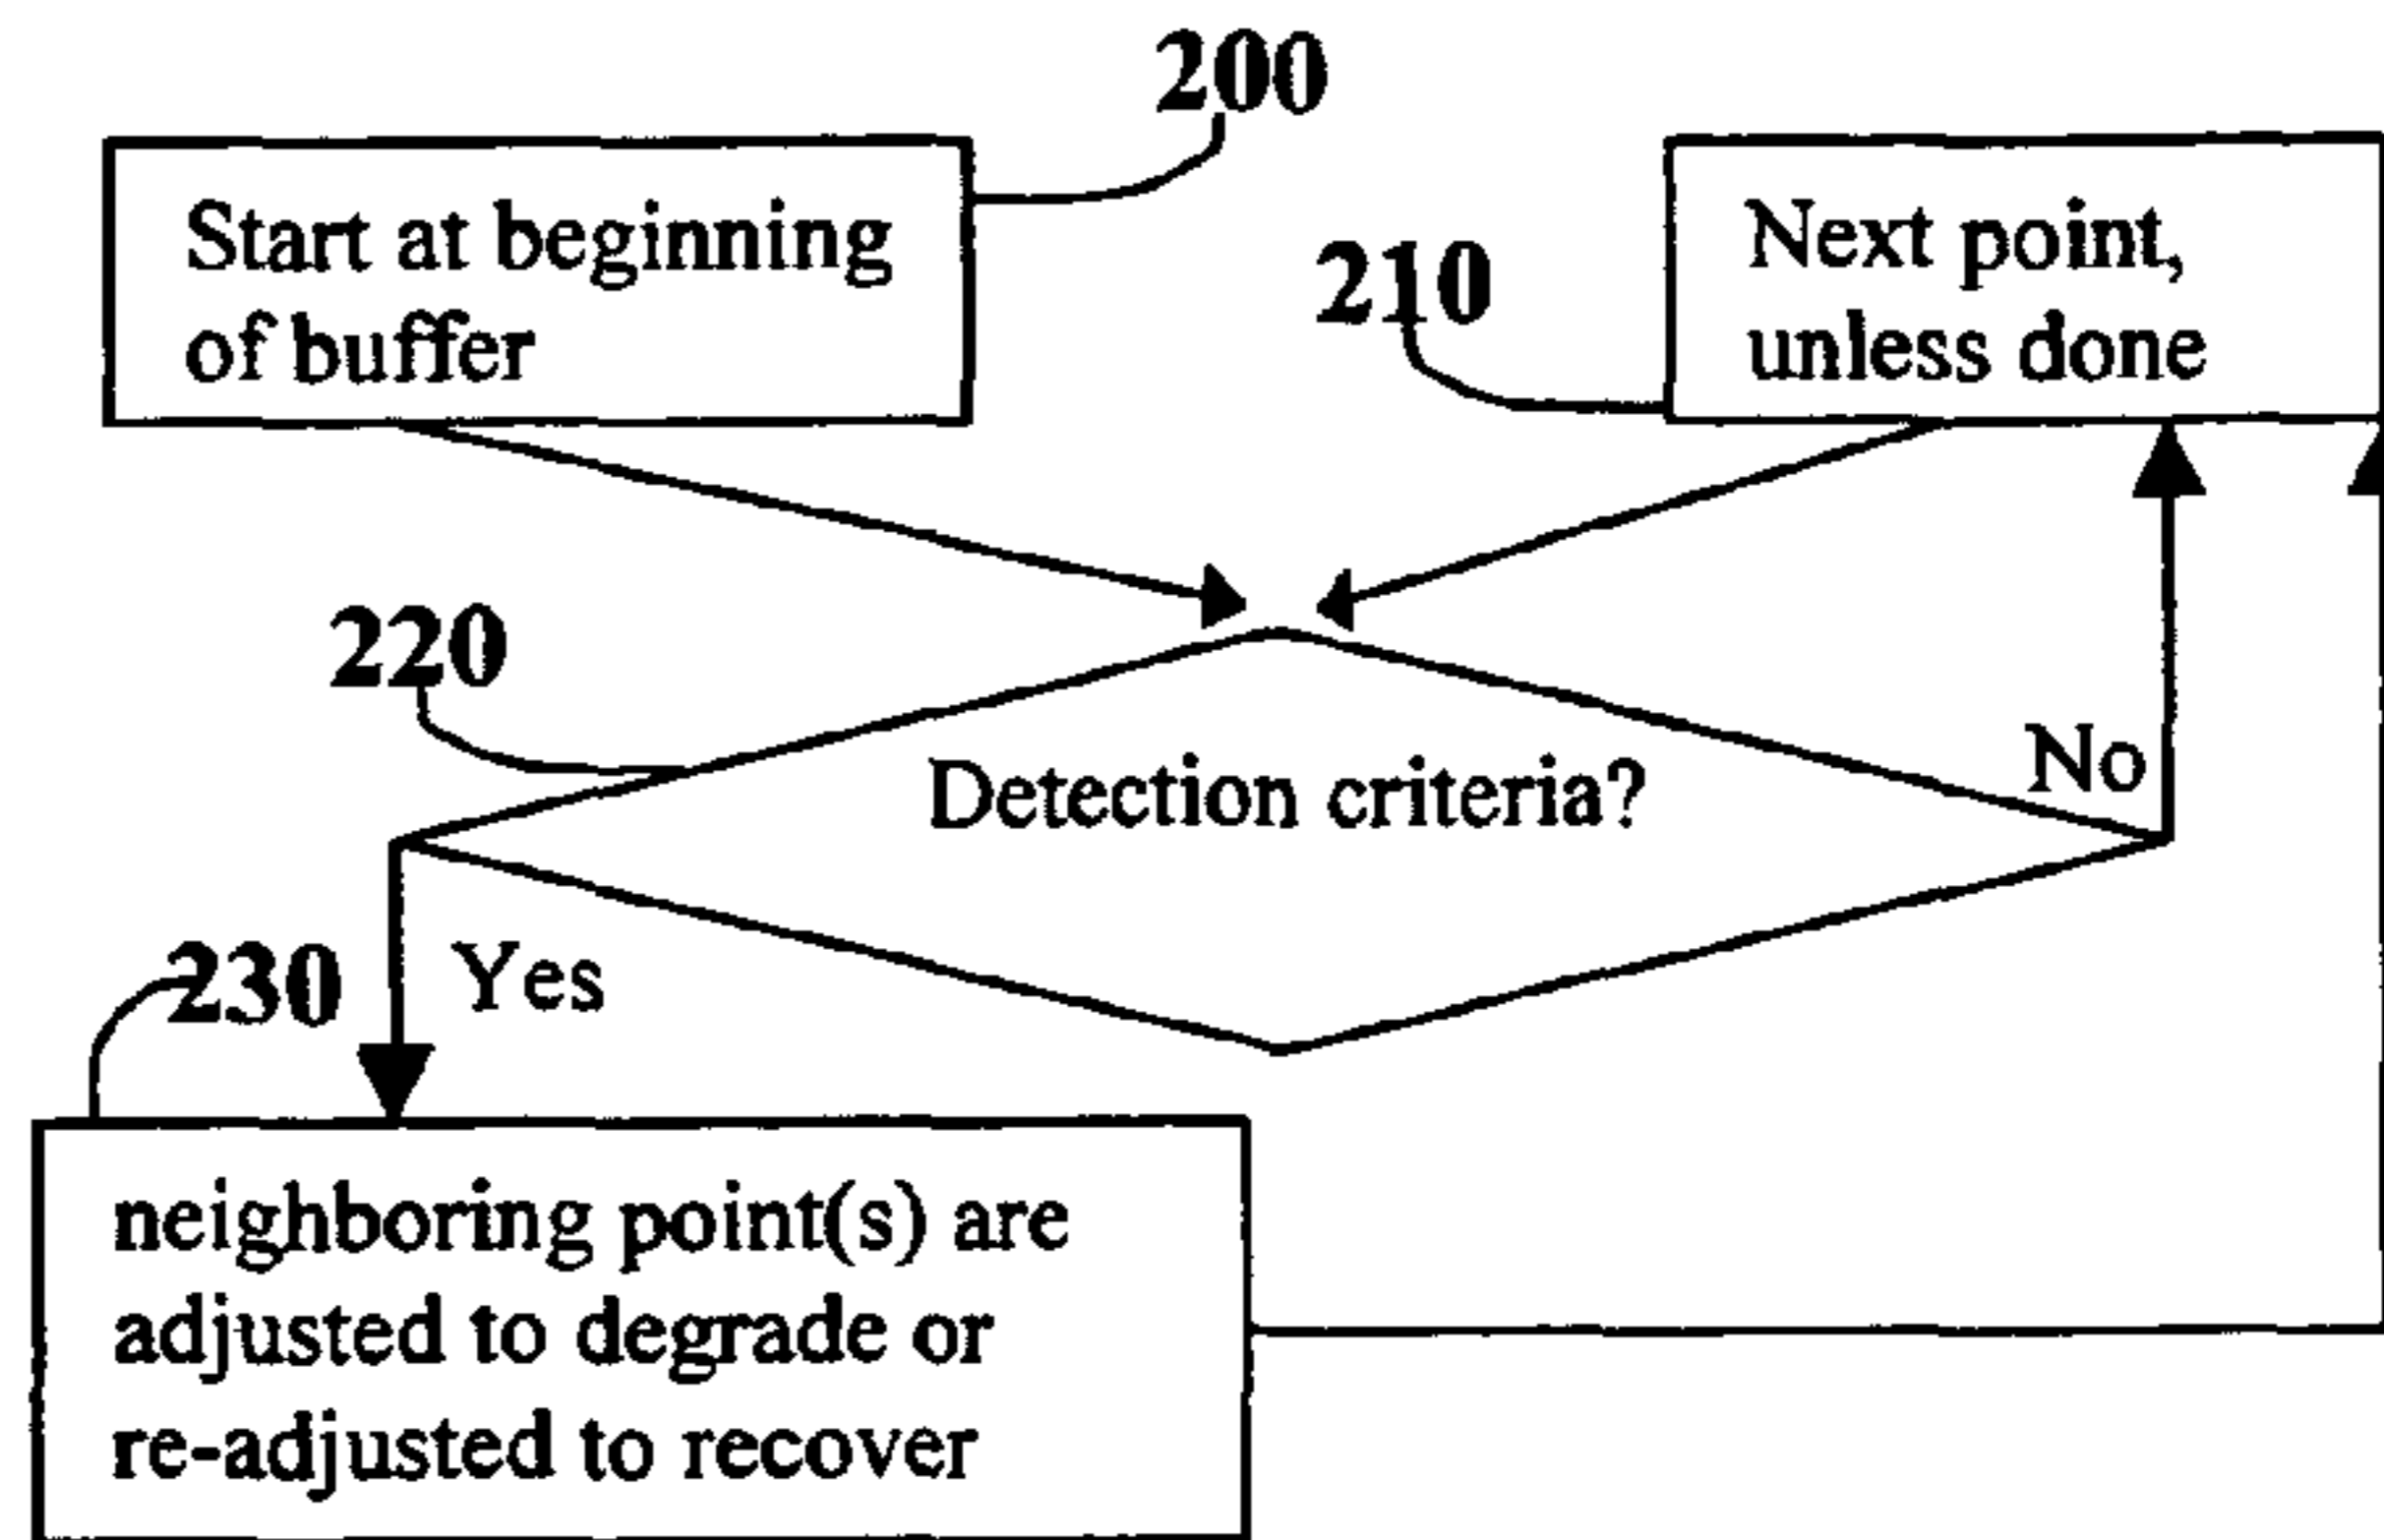 200
Start at beginning
of buffer
210
Next point,
unless done
220
Detection criteria?
No
230
Yes
neighboring point(s) are
adjusted to degrade or
re-adjusted to recover